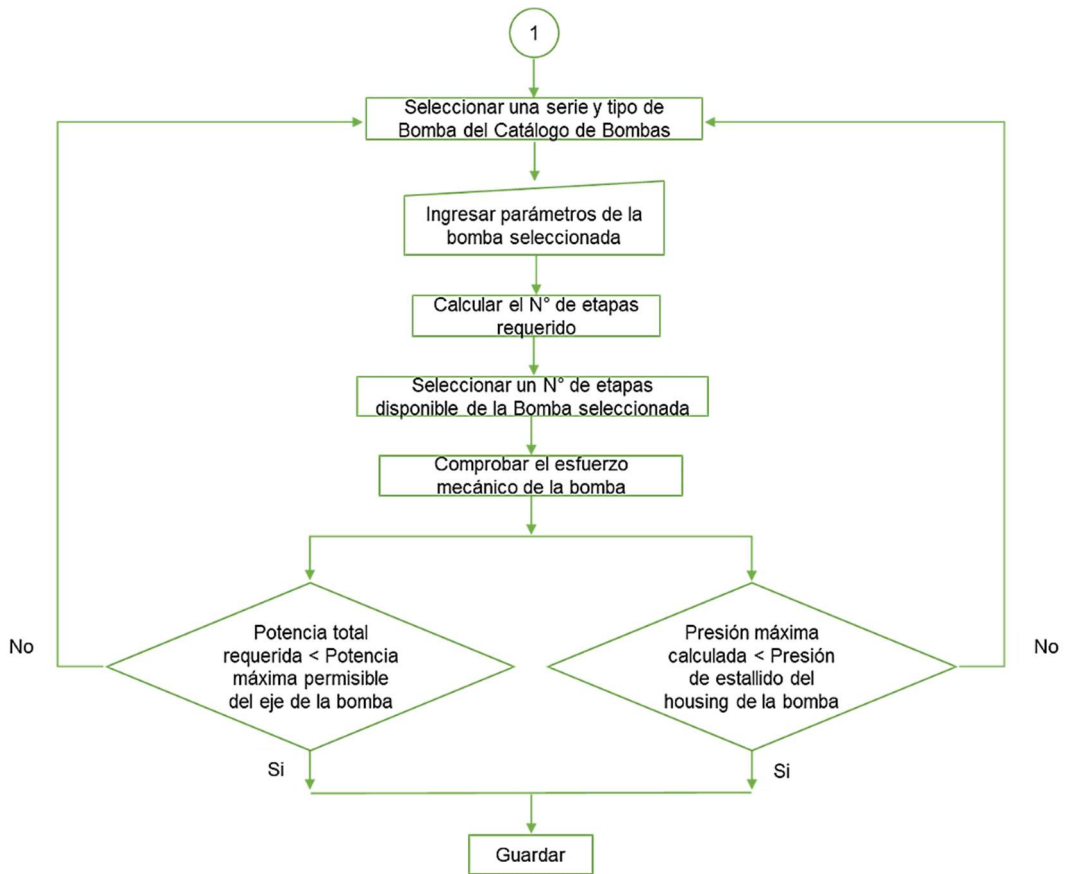 1
Seleccionar una serie y tipo de
Bomba del Catálogo de Bombas
Ingresar parámetros de la
bomba seleccionada
Calcular el N° de etapas
requerido
Seleccionar un N° de etapas
disponible de la Bomba seleccionada
Comprobar el esfuerzo
mecánico de la bomba
No
Potencia total
requerida < Potencia
máxima permisible
del eje de la bomba
Presión máxima
calculada < Presión
de estallido del
housing de la bomba
No
Si
Si
Guardar